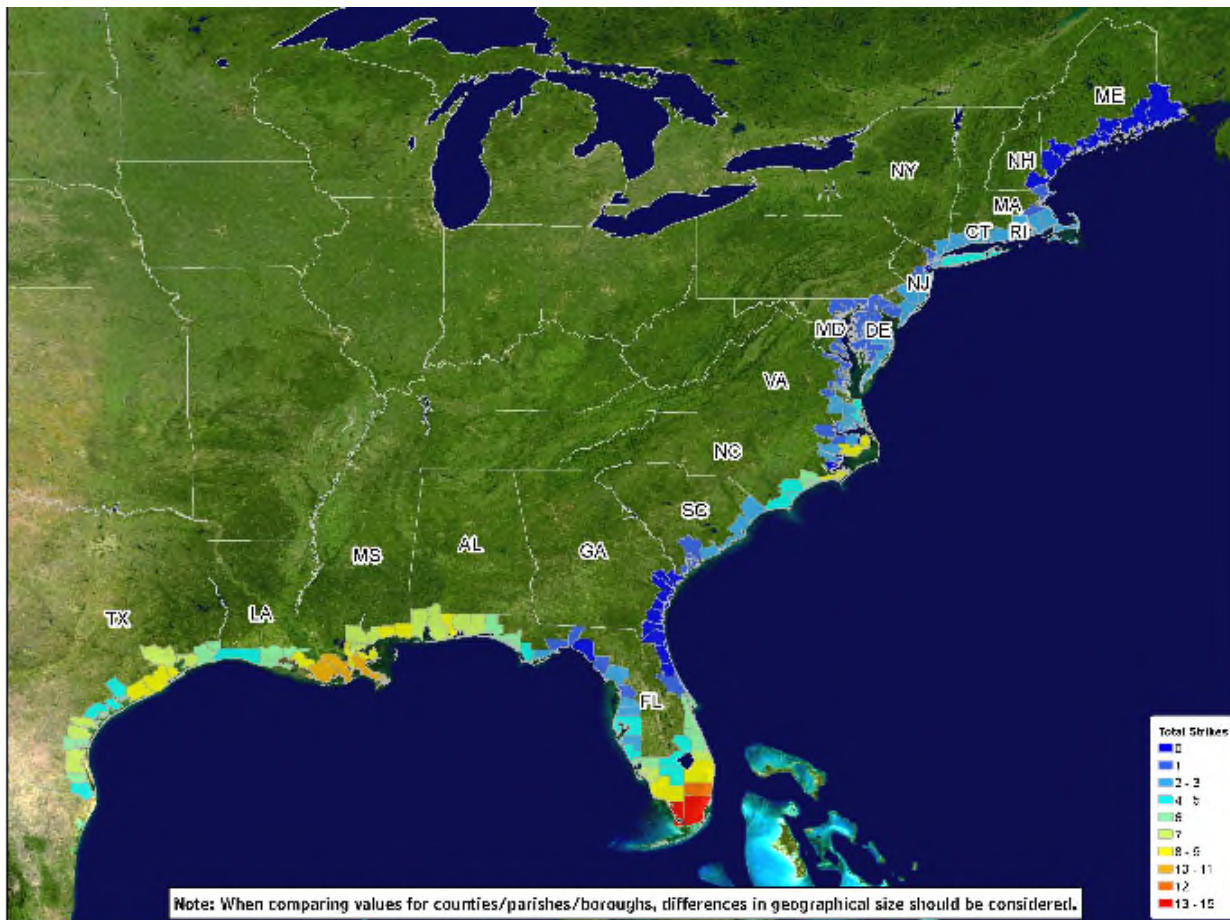 ME
NH
NY
MA
CT
RI
NJ
MD
DE
VA
NC
SC
MS
AL
GA
TX
LA
FL
Total Strikes
0
1
2 - 3
4 - 5
6
7
8 - 9
10 - 11
12
13 - 15
Note: When comparing values for counties/parishes/boroughs, differences in geographical size should be considered.